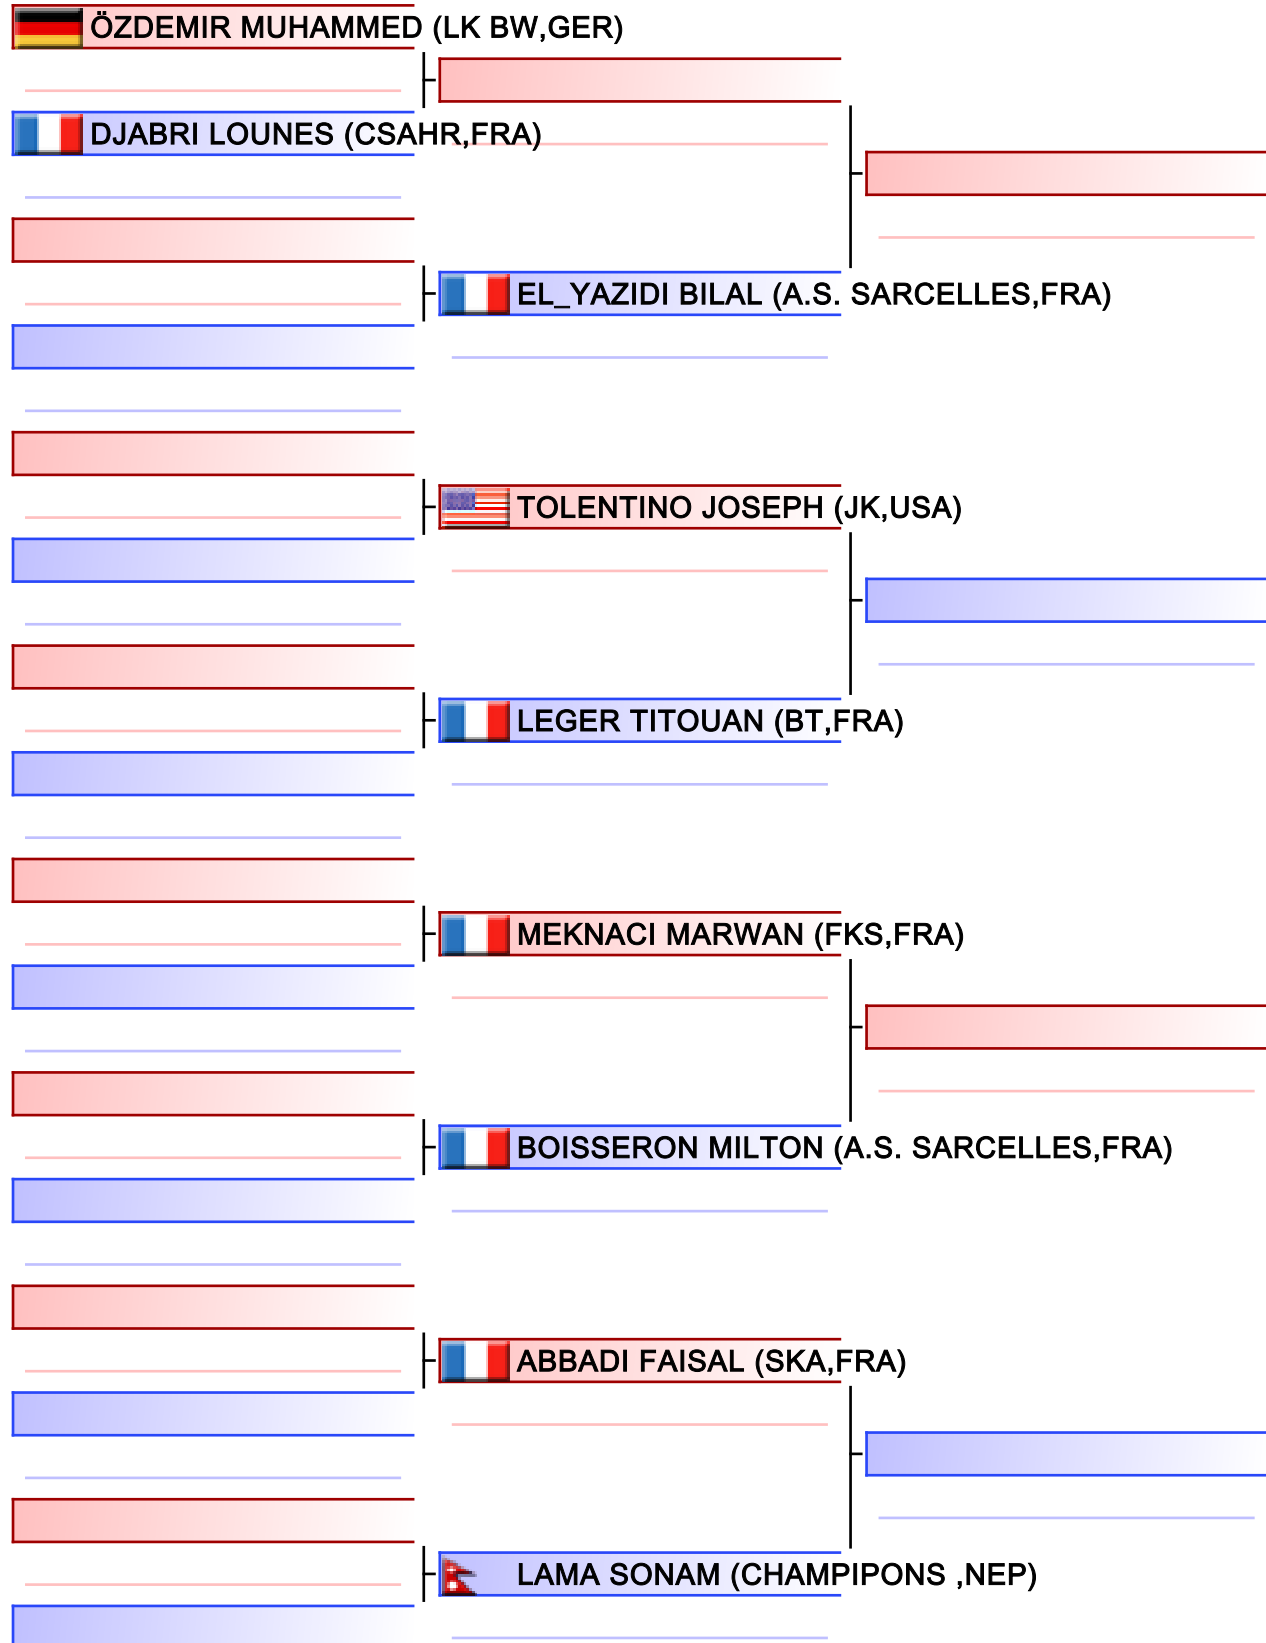 ÖZDEMIR MUHAMMED (LK BW,GER)
DJABRI LOUNES (CSAHR,FRA)
EL_YAZIDI BILAL (A.S. SARCELLES,FRA)
TOLENTINO JOSEPH (JK,USA)
LEGER TITOUAN (BT,FRA)
MEKNACI MARWAN (FKS,FRA)
BOISSERON MILTON (A.S. SARCELLES,FRA)
ABBADI FAISAL (SKA,FRA)
LAMA SONAM (CHAMPIPONS ,NEP)